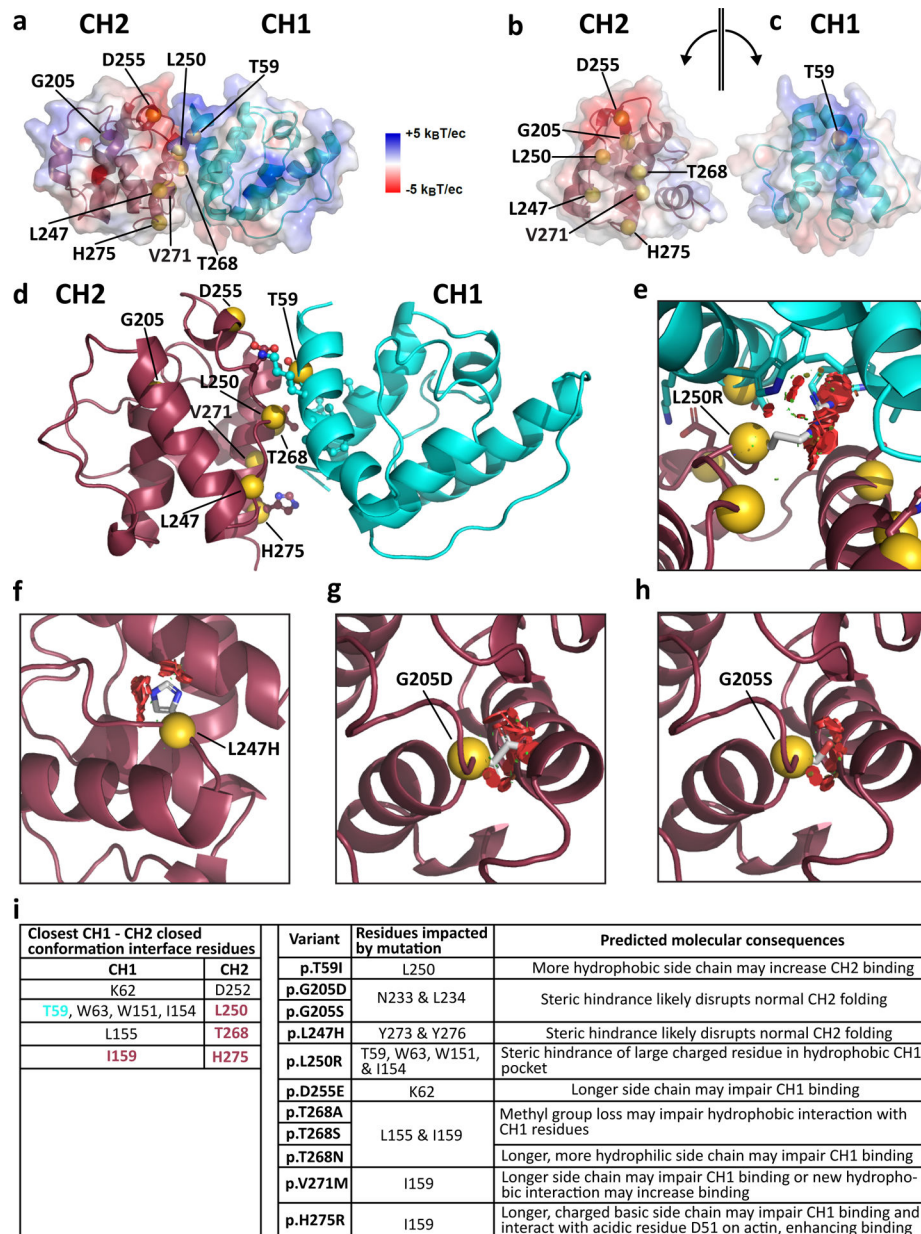 a
CH2
CH1
D255
L250
T59
G205
L247
H275
V271
T268
+5 kBT/ec
-5 kBT/ec
b
CH2
c
D255
G205
L250
T268
L247
V271
H275
CH1
T59
d
CH2
D255
T59
CH1
G205
L250
V271
T268
L247
H275
e
L250R
f
L247H
g
G205D
h
G205S
i
Closest CH1 - CH2 closed
conformation interface residues
CH1 CH2
K62 D252
T59, W63, W151, I154 L250
L155 T268
I159 H275
Variant Residues impacted by mutation Predicted molecular consequences
p.T59I L250 More hydrophobic side chain may increase CH2 binding
p.G205D N233 & L234 Steric hindrance likely disrupts normal CH2 folding
p.G205S
p.L247H Y273 & Y276 Steric hindrance likely disrupts normal CH2 folding
p.L250R T59, W63, W151, & I154 Steric hindrance of large charged residue in hydrophobic CH1 pocket
p.D255E K62 Longer side chain may impair CH1 binding
p.T268A L155 & I159 Methyl group loss may impair hydrophobic interaction with CH1 residues
p.T268S
p.T268N Longer, more hydrophilic side chain may impair CH1 binding
p.V271M I159 Longer side chain may impair CH1 binding or new hydropho-
bic interaction may increase binding
p.H275R I159 Longer, charged basic side chain may impair CH1 binding and
interact with acidic residue D51 on actin, enhancing binding